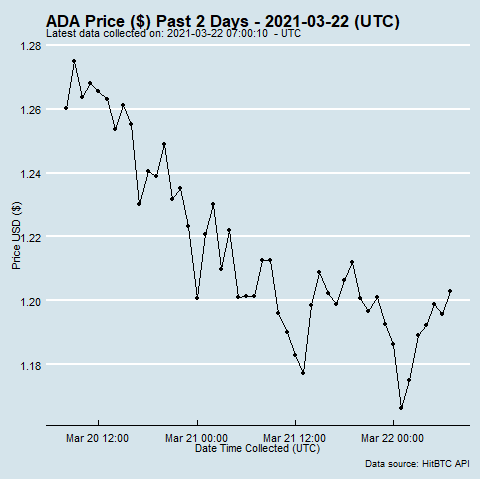 ADA Price ($) Past 2 Days - 2021-03-22 (UTC)
Latest data collected on: 2021-03-22 07:00:10 - UTC
1.28
1.26
1.24
1.22
1.20
1.18
Price USD ($)
Mar 20 12:00 Mar 21 00:00 Mar 21 12:00 Mar 22 00:00
Date Time Collected (UTC)
Data source: HitBTC API